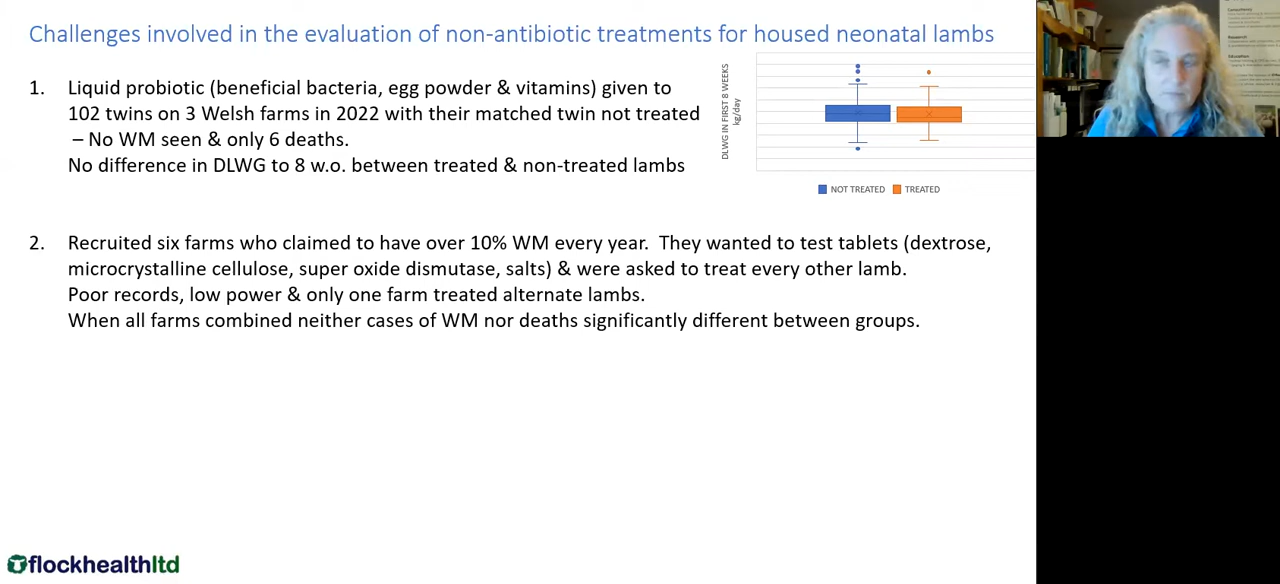 Challenges involved in the evaluation of non-antibiotic treatments for housed neonatal lambs
1. Liquid probiotic (beneficial bacteria, egg powder & vitamins) given to
102 twins on 3 Welsh farms in 2022 with their matched twin not treated
– No WM seen & only 6 deaths.
No difference in DLWG to 8 w.o. between treated & non-treated lambs
DLWG IN FIRST 8 WEEKS
kg/day
NOT TREATED TREATED
2. Recruited six farms who claimed to have over 10% WM every year. They wanted to test tablets (dextrose,
microcrystalline cellulose, super oxide dismutase, salts) & were asked to treat every other lamb.
Poor records, low power & only one farm treated alternate lambs.
When all farms combined neither cases of WM nor deaths significantly different between groups.
flockhealthltd
Consultancy
Research
Education